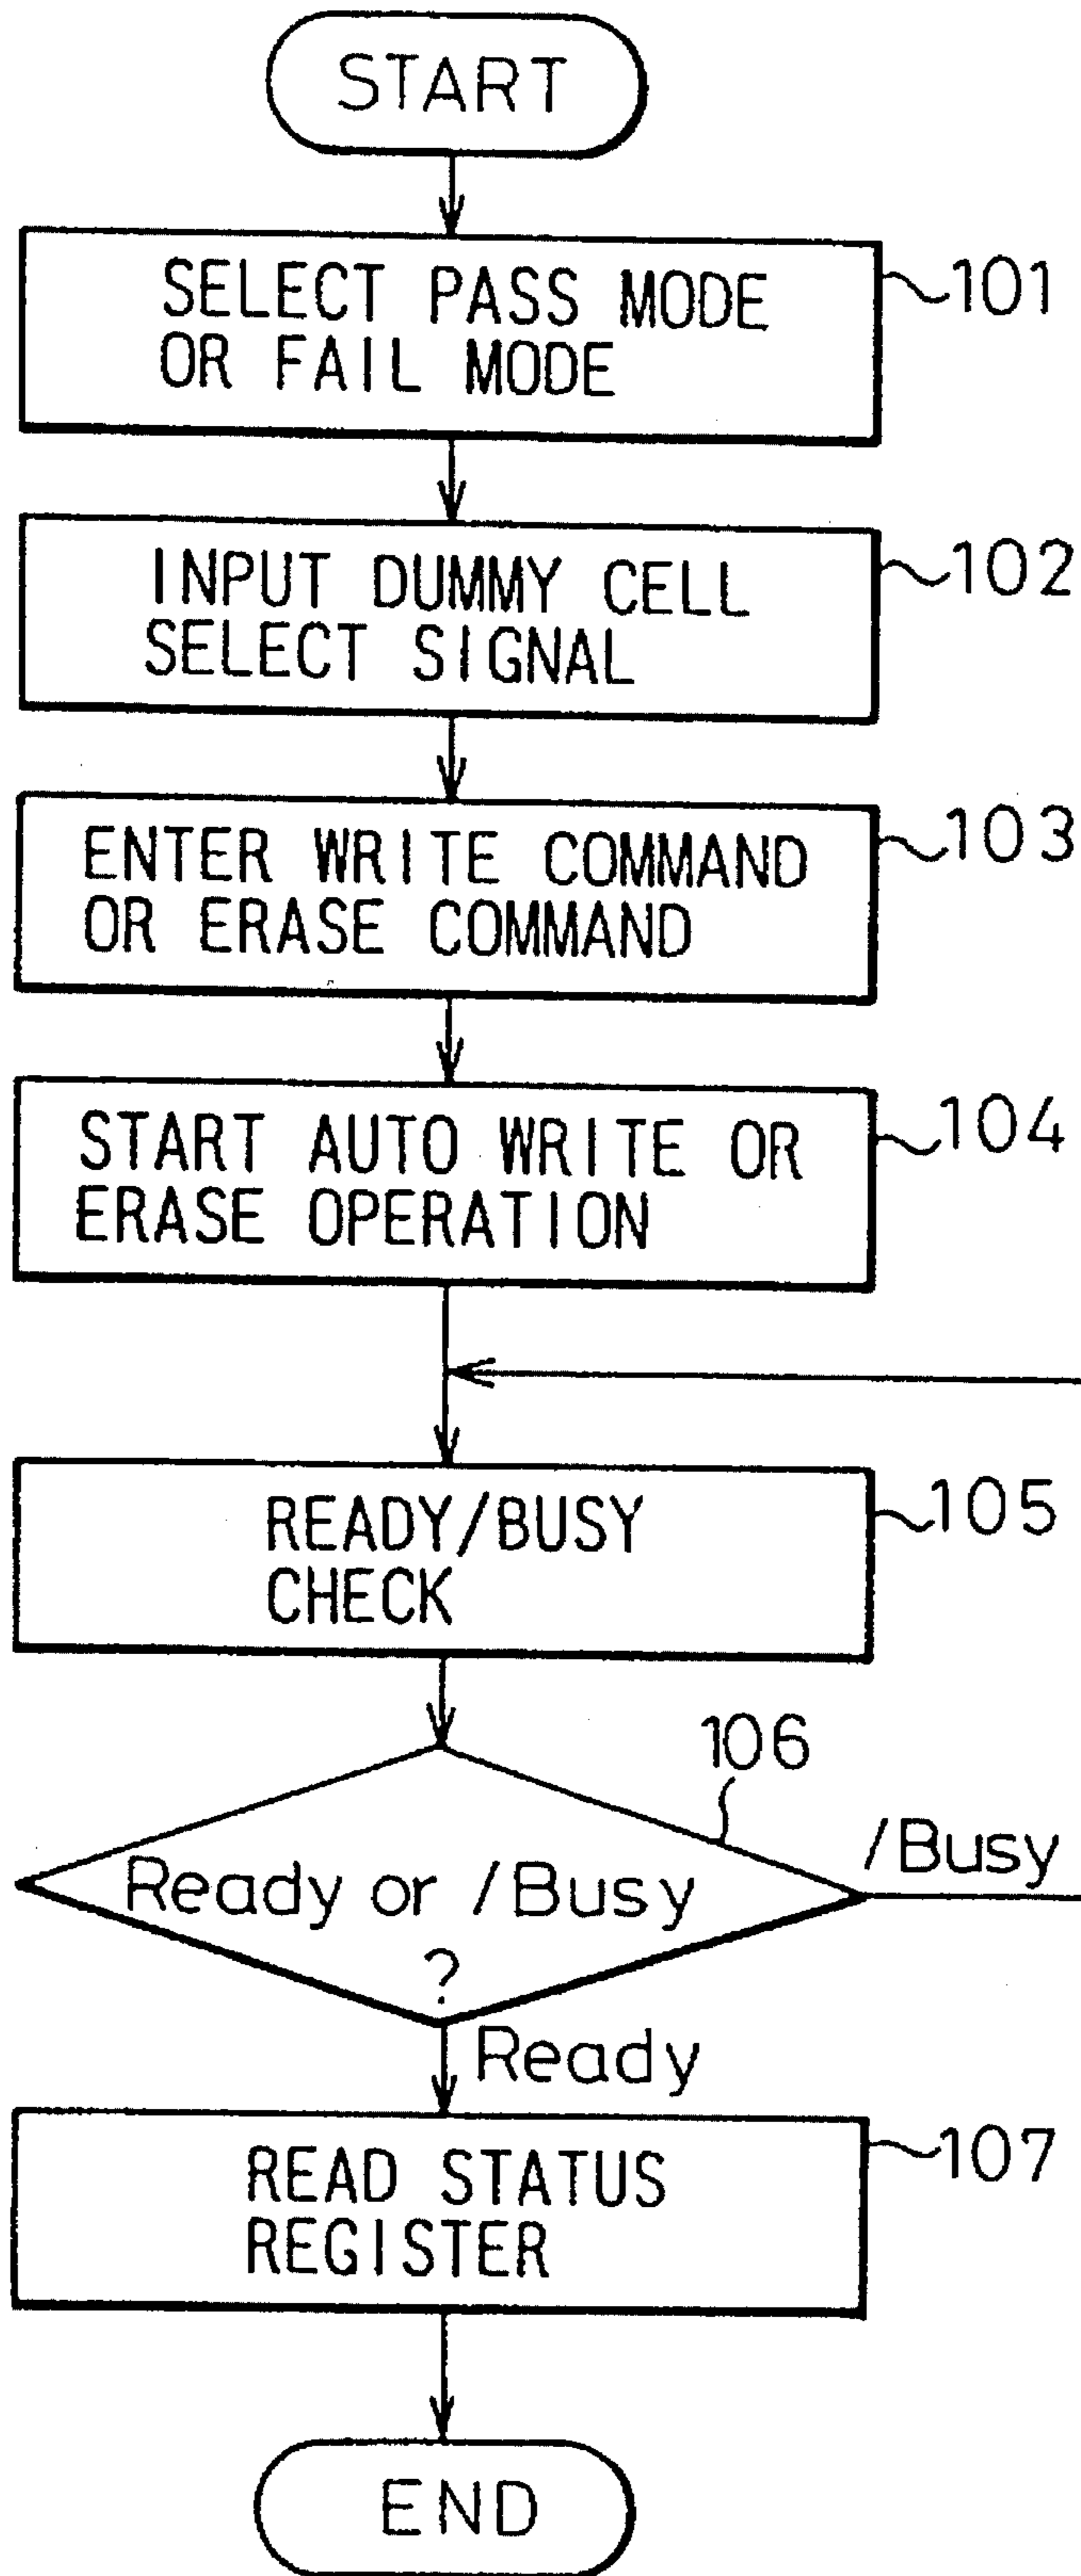 START
SELECT PASS MODE
OR FAIL MODE
101
INPUT DUMMY CELL
SELECT SIGNAL
102
ENTER WRITE COMMAND
OR ERASE COMMAND
103
START AUTO WRITE OR
ERASE OPERATION
104
READY/BUSY
CHECK
105
106
Ready or /Busy
?
/Busy
Ready
READ STATUS
REGISTER
107
END